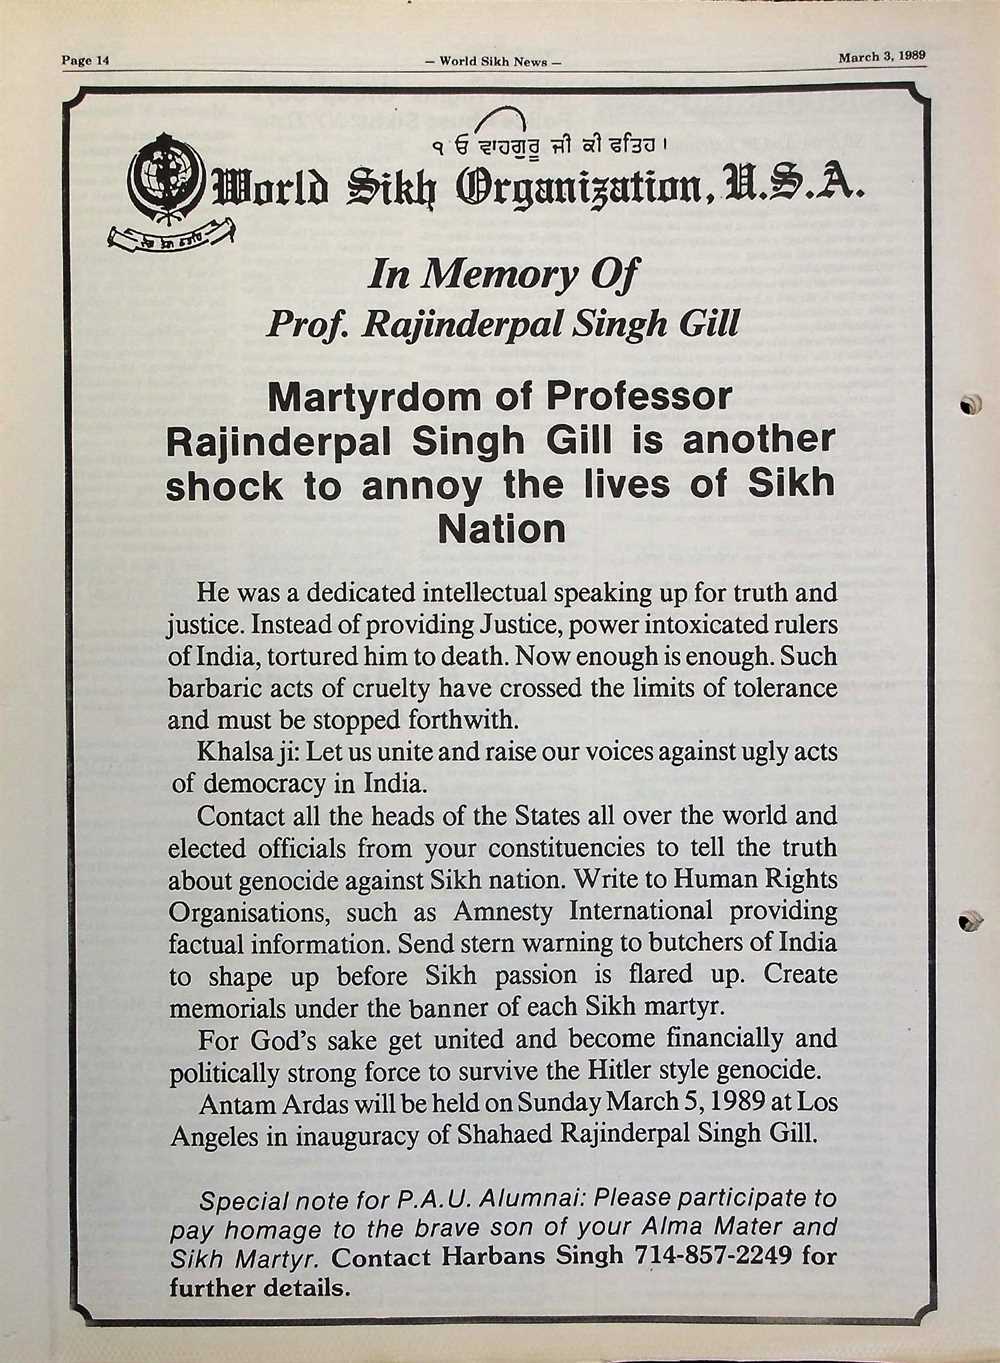 Page 14
– World Sikh News –
March 3, 1989
੧ ੳ ਵਾਹਗੁਰੂ ਜੀ ਕੀ ਫਤਿਹ।
World Sikh Organization, U.S.A.
In Memory Of
Prof. Rajinderpal Singh Gill
Martyrdom of Professor
Rajinderpal Singh Gill is another
shock to annoy the lives of Sikh
Nation
He was a dedicated intellectual speaking up for truth and
justice. Instead of providing Justice, power intoxicated rulers
of India, tortured him to death. Now enough is enough. Such
barbaric acts of cruelty have crossed the limits of tolerance
and must be stopped forthwith.
Khalsa ji: Let us unite and raise our voices against ugly acts
of democracy in India.
Contact all the heads of the States all over the world and
elected officials from your constituencies to tell the truth
about genocide against Sikh nation. Write to Human Rights
Organisations, such as Amnesty International providing
factual information. Send stern warning to butchers of India
to shape up before Sikh passion is flared up. Create
memorials under the banner of each Sikh martyr.
For God's sake get united and become financially and
politically strong force to survive the Hitler style genocide.
Antam Ardas will be held on Sunday March 5, 1989 at Los
Angeles in inauguracy of Shahaed Rajinderpal Singh Gill.
Special note for P.A.U. Alumnai: Please participate to
pay homage to the brave son of your Alma Mater and
Sikh Martyr. Contact Harbans Singh 714-857-2249 for
further details.